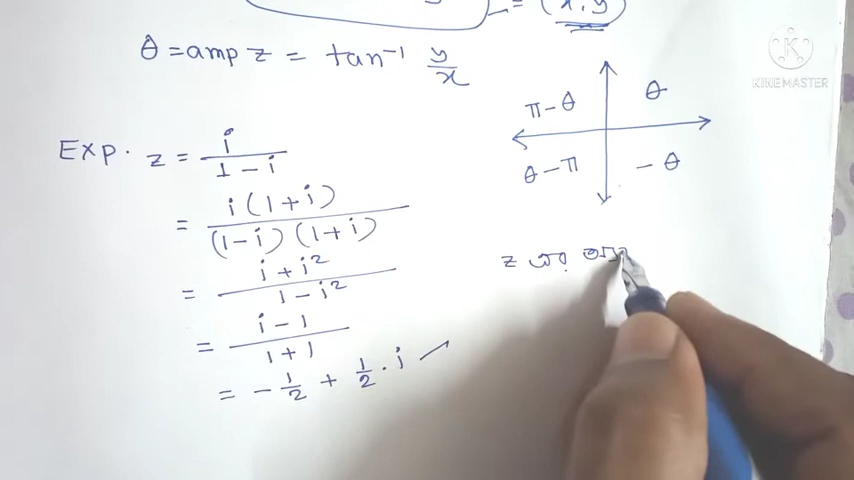 = (x, y)
θ = amp z = tan⁻¹ y/x
π-θ θ
θ-π -θ
Exp. z = i/(1-i)
= i(1+i)/(1-i)(1+i)
= i+i²/1-i²
= i-1/1+1
= -1/2 + 1/2 · i
z এর
KINEMASTER